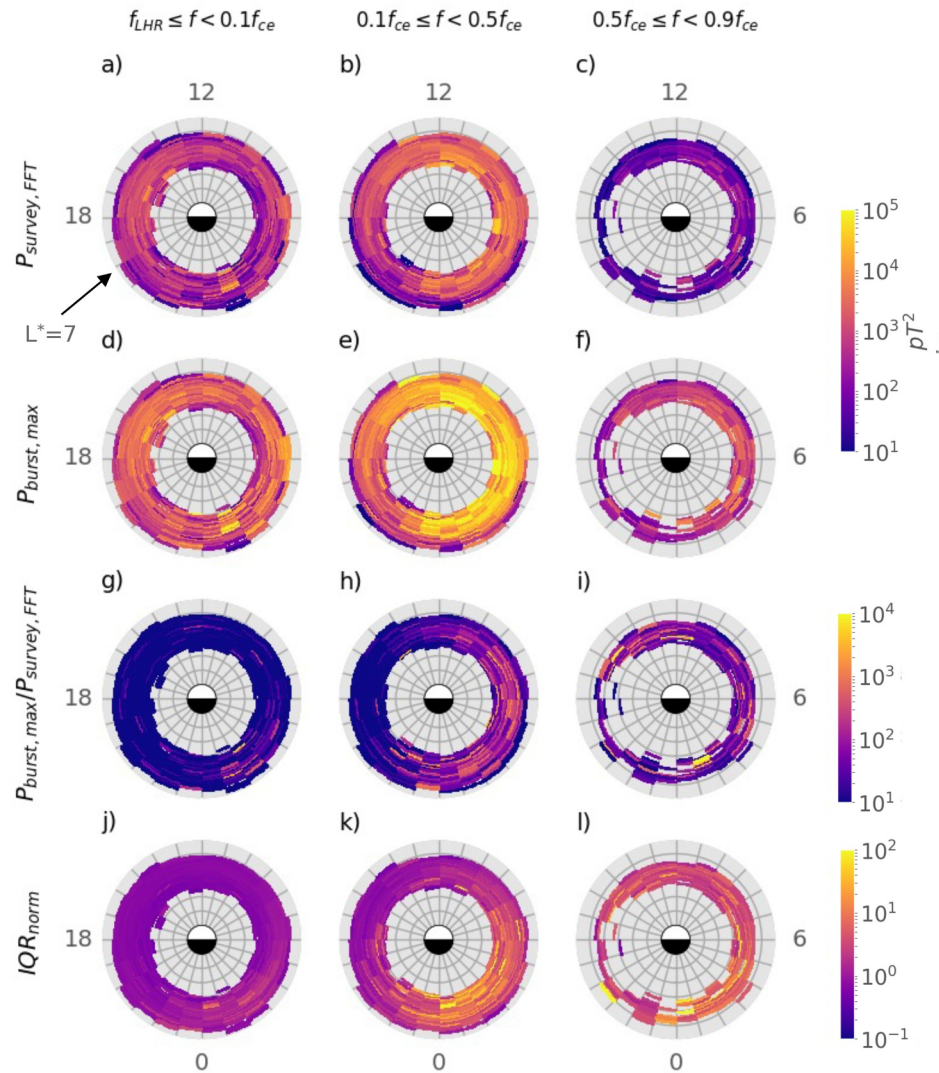 f_LHR ≤ f < 0.1f_ce 0.1f_ce ≤ f < 0.5f_ce 0.5f_ce ≤ f < 0.9f_ce
a) b) c)
12 12 12
P_survey, FFT
18 6
L*=7
d) e) f)
P_burst, max
18 6
10^5
10^4
10^3
10^2
10^1
pT^2
g) h) i)
P_burst, max/P_survey, FFT
18 6
10^4
10^3
10^2
10^1
j) k) l)
IQR_norm
18 6
10^2
10^1
10^0
10^-1
0 0 0